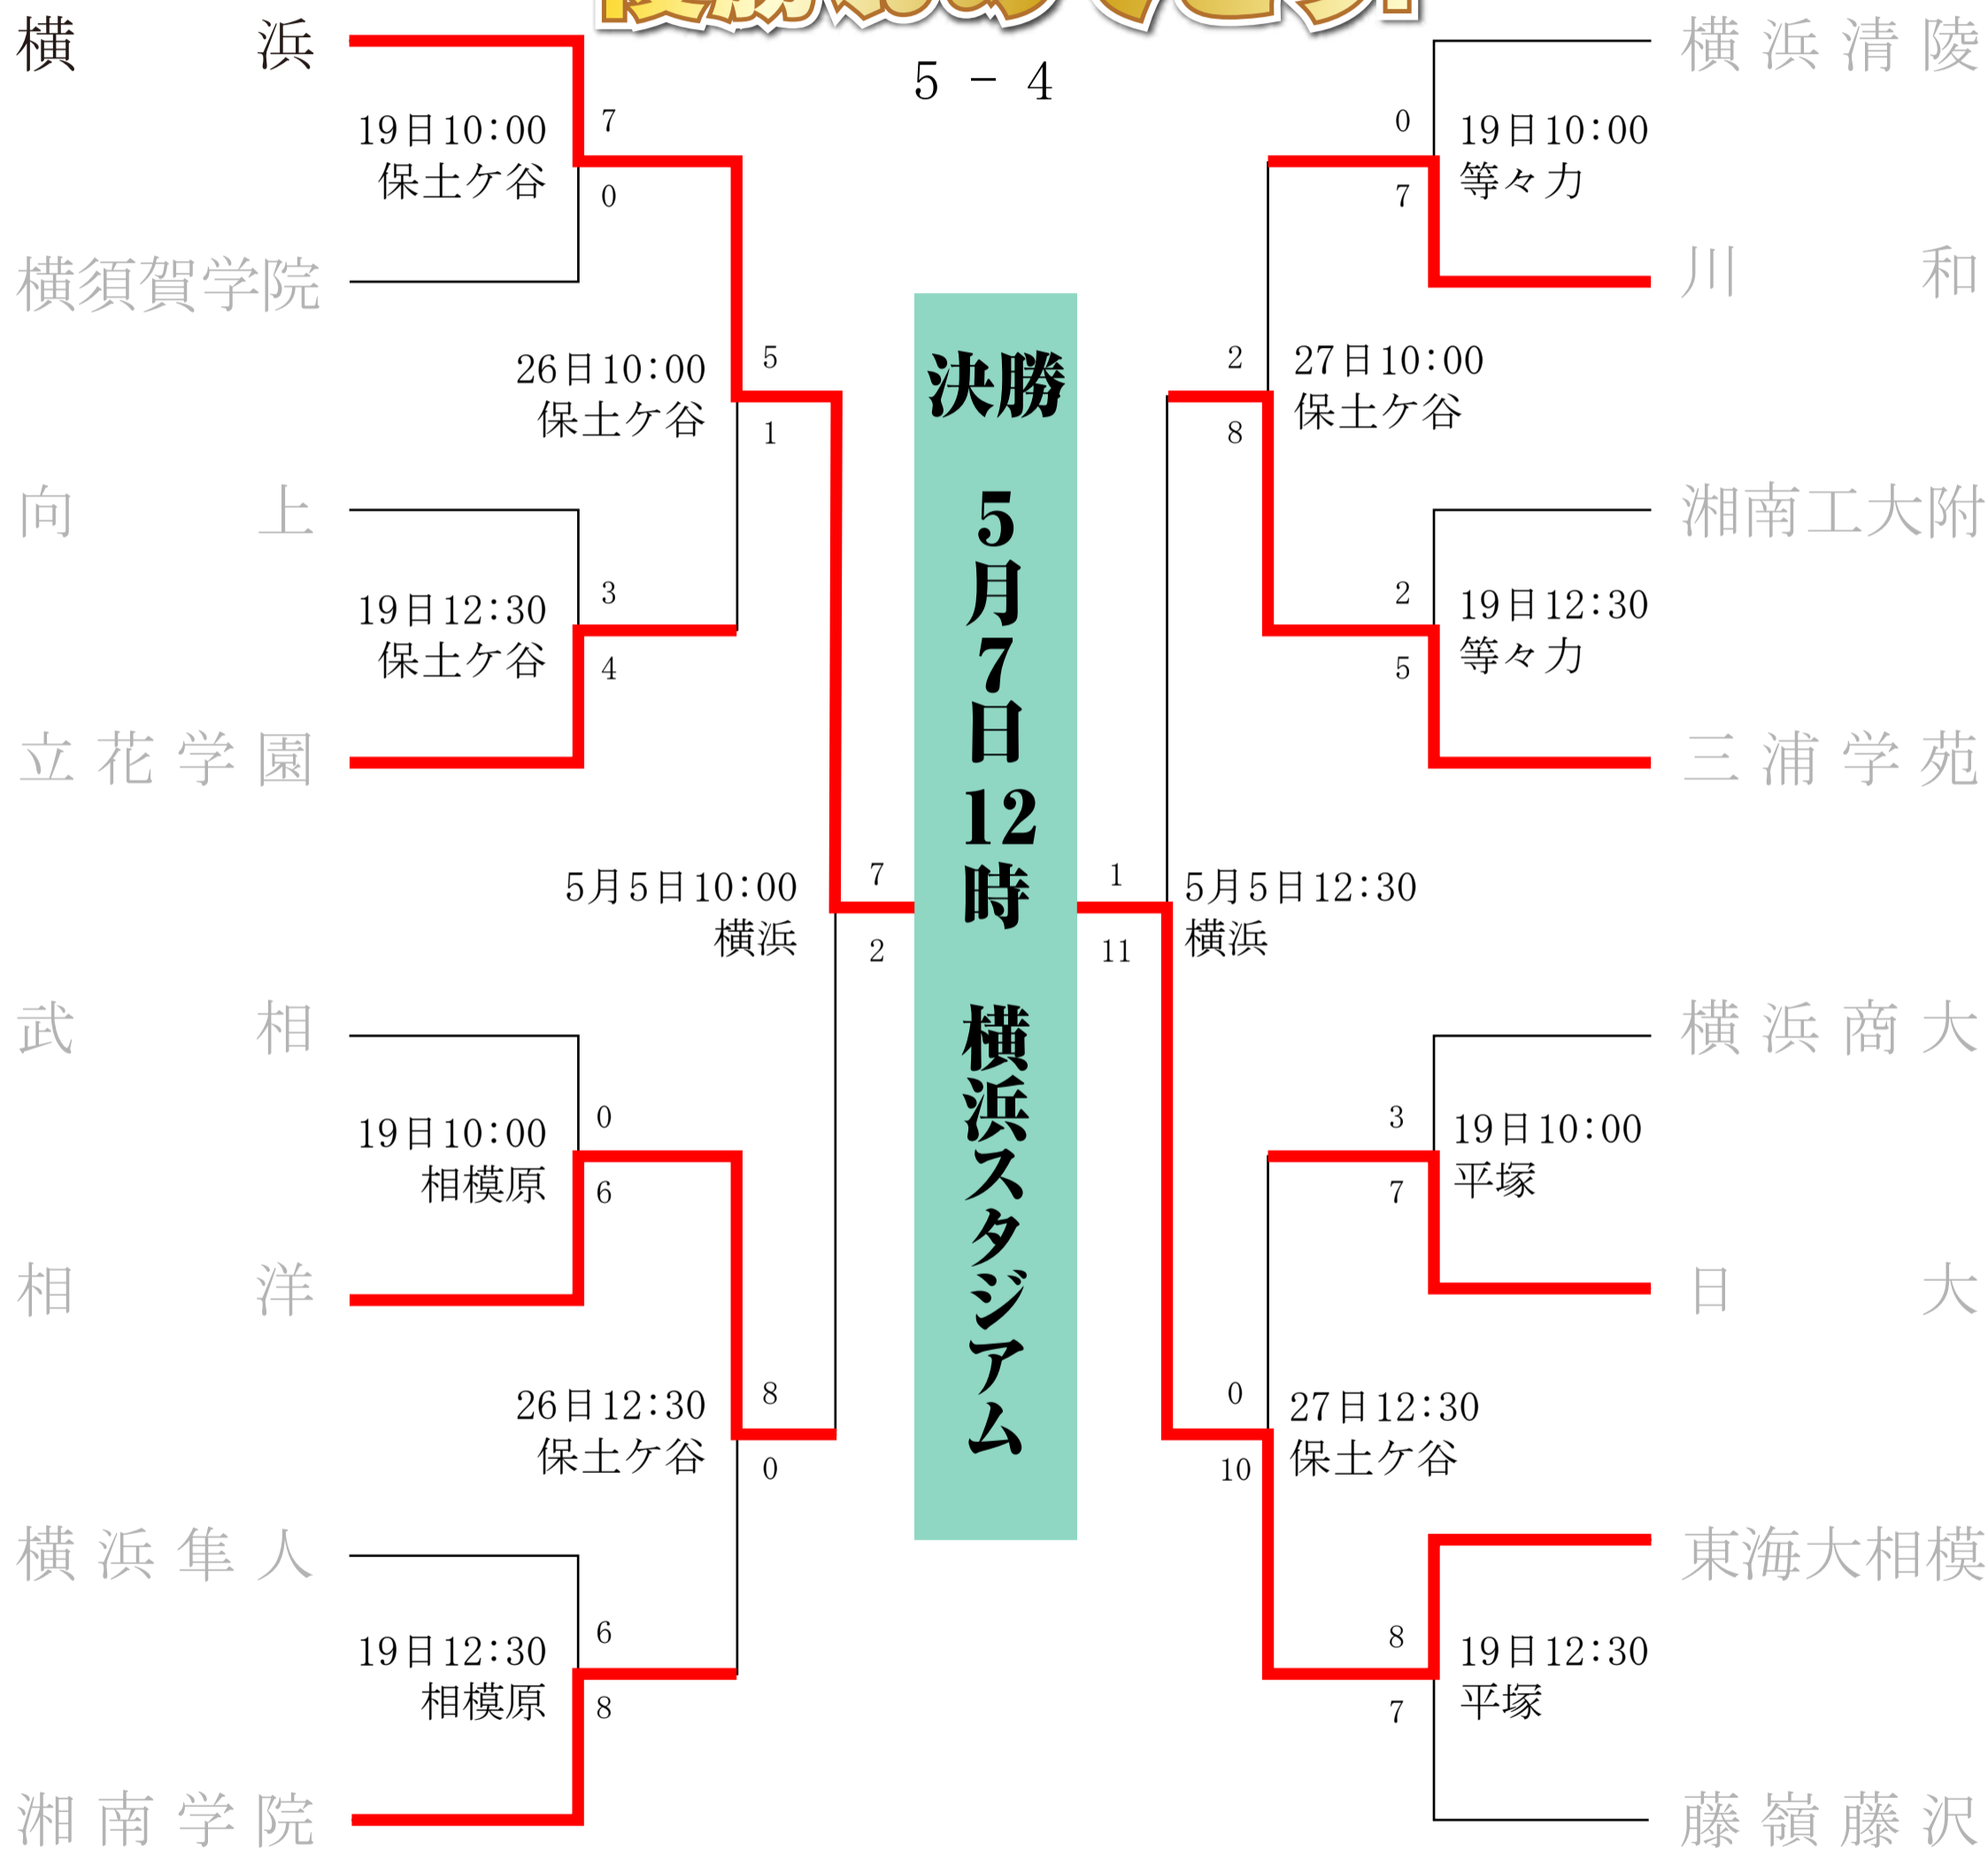 5 － 4
横浜
19日10：00
保土ケ谷
7
0
横須賀学院
26日10：00
保土ケ谷
5
1
向上
19日12：30
保土ケ谷
3
4
立花学園
5月5日10：00
横浜
7
2
武相
19日10：00
相模原
0
6
相洋
26日12：30
保土ケ谷
8
0
横浜隼人
19日12：30
相模原
6
8
湘南学院
決勝　5月7日 12時　横浜スタジアム
横浜清陵
0
7
19日10：00
等々力
川和
2
8
27日10：00
保土ケ谷
湘南工大附
2
5
19日12：30
等々力
三浦学苑
1
11
5月5日12：30
横浜
横浜商大
3
7
19日10：00
平塚
日大
0
10
27日12：30
保土ケ谷
東海大相模
8
7
19日12：30
平塚
藤嶺藤沢